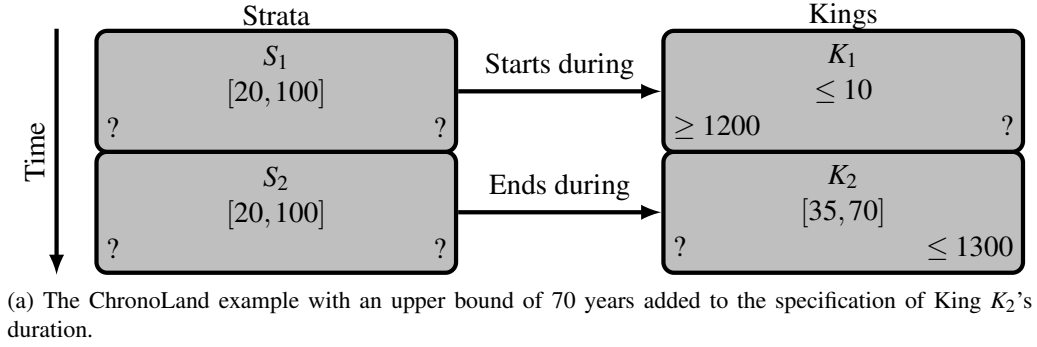 Strata
Kings
Time
S₁
[20, 100]
?
?
Starts during
K₁
≤ 10
≥ 1200
?
S₂
[20, 100]
?
?
Ends during
K₂
[35, 70]
?
≤ 1300
(a) The ChronoLand example with an upper bound of 70 years added to the specification of King K₂'s
duration.